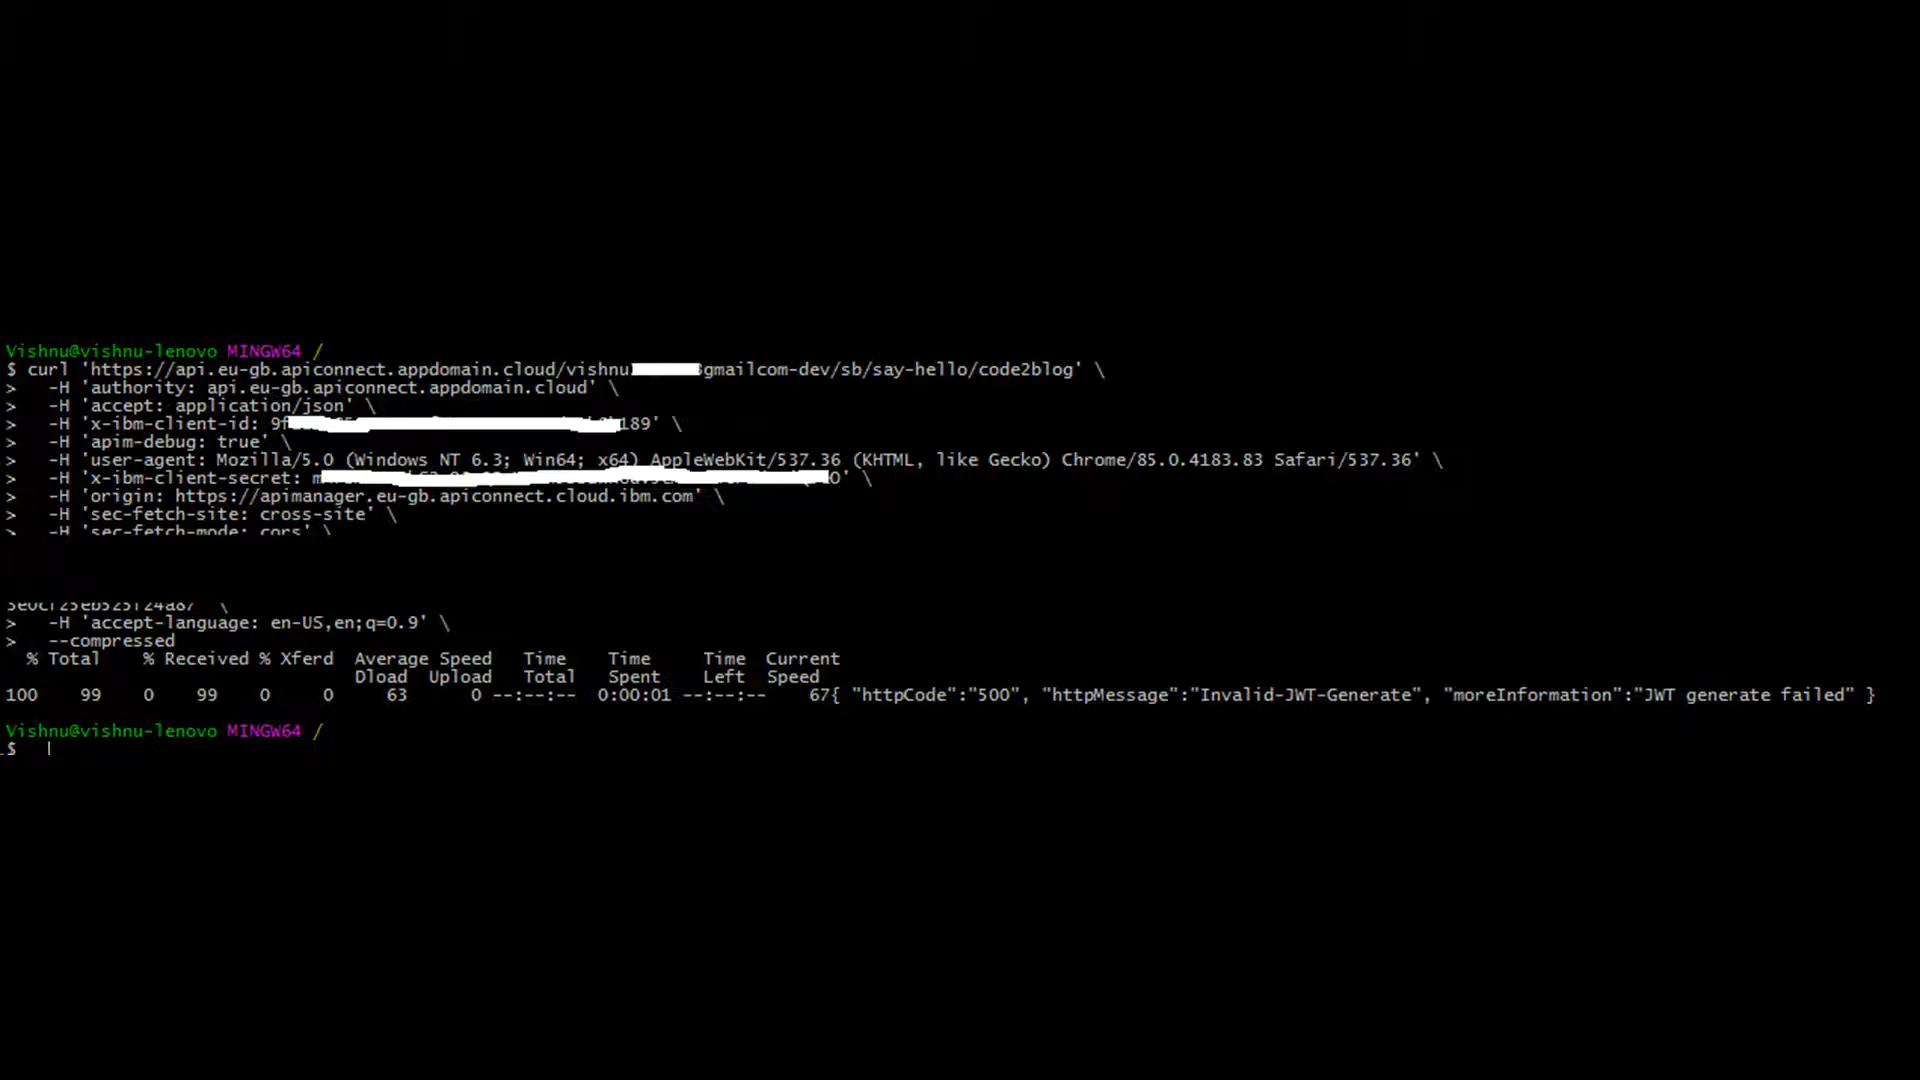 Vishnu@vishnu-lenovo MINGW64 /
$ curl 'https://api.eu-gb.apiconnect.appdomain.cloud/vishnu gmailcom-dev/sb/say-hello/code2blog' \
>   -H 'authority: api.eu-gb.apiconnect.appdomain.cloud' \
>   -H 'accept: application/json' \
>   -H 'x-ibm-client-id: 9f 189' \
>   -H 'apim-debug: true' \
>   -H 'user-agent: Mozilla/5.0 (Windows NT 6.3; Win64; x64) AppleWebKit/537.36 (KHTML, like Gecko) Chrome/85.0.4183.83 Safari/537.36' \
>   -H 'x-ibm-client-secret: m O' \
>   -H 'origin: https://apimanager.eu-gb.apiconnect.cloud.ibm.com' \
>   -H 'sec-fetch-site: cross-site' \
>   -H 'sec-fetch-mode: cors' \
\
>   -H 'accept-language: en-US,en;q=0.9' \
>   --compressed
% Total    % Received % Xferd  Average Speed   Time    Time     Time  Current
Dload  Upload   Total   Spent    Left  Speed
100    99    0    99    0     0     63      0 --:--:--  0:00:01 --:--:--    67{ "httpCode":"500", "httpMessage":"Invalid-JWT-Generate", "moreInformation":"JWT generate failed" }
Vishnu@vishnu-lenovo MINGW64 /
$